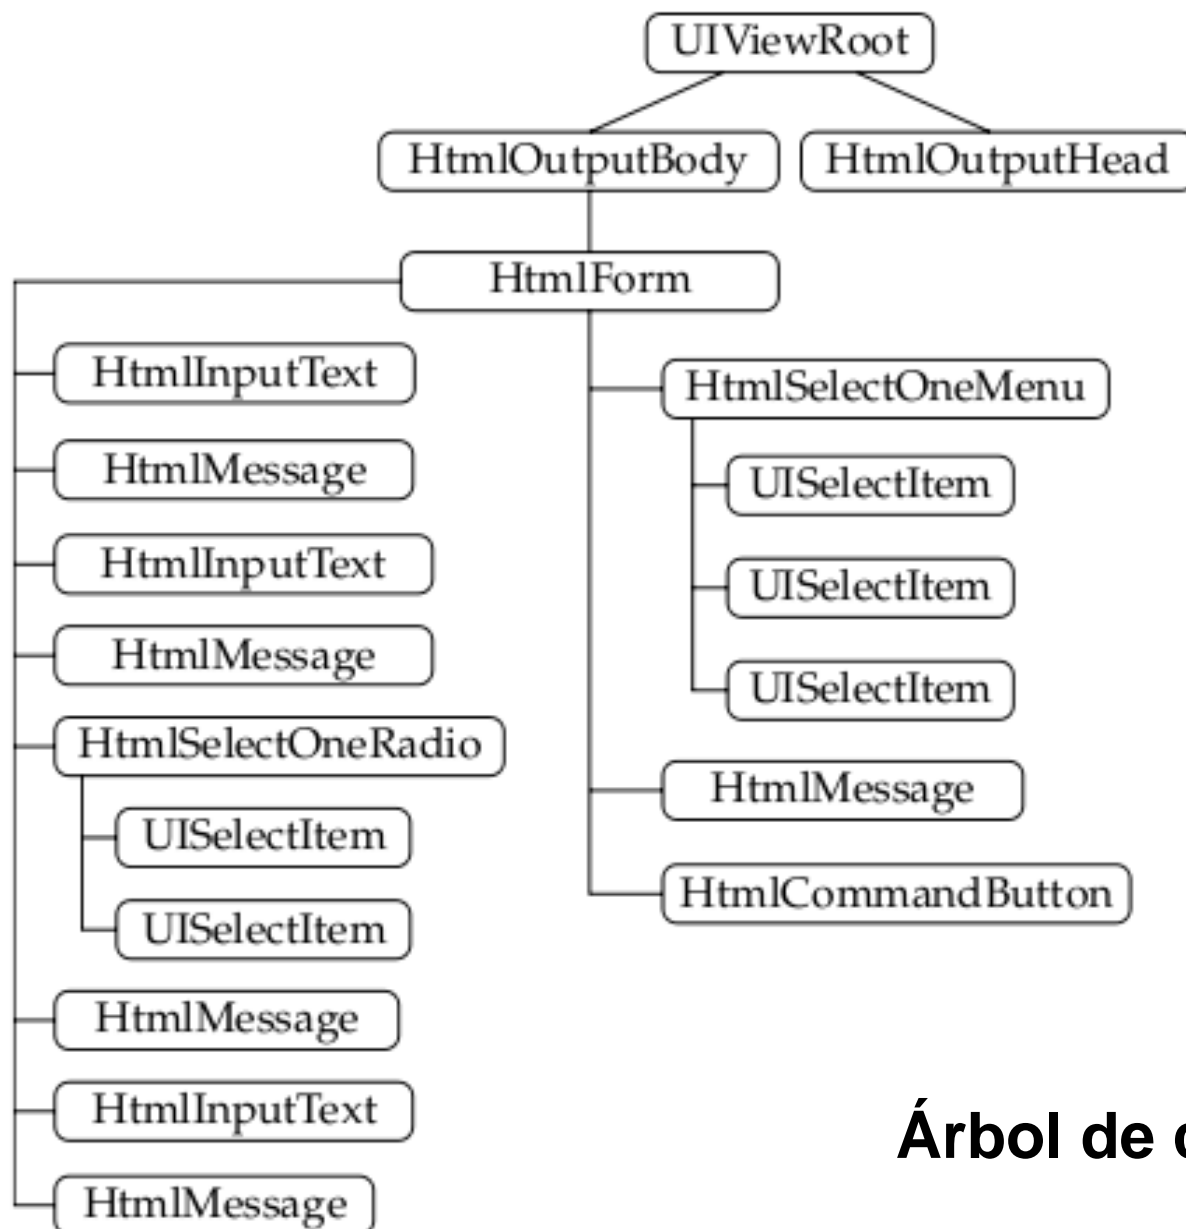 UIViewRoot
HtmlOutputBody
HtmlOutputHead
HtmlForm
HtmlInputText
HtmlMessage
HtmlInputText
HtmlMessage
HtmlSelectOneRadio
UISelectItem
UISelectItem
HtmlMessage
HtmlInputText
HtmlMessage
HtmlSelectOneMenu
UISelectItem
UISelectItem
UISelectItem
HtmlMessage
HtmlCommandButton
Árbol de